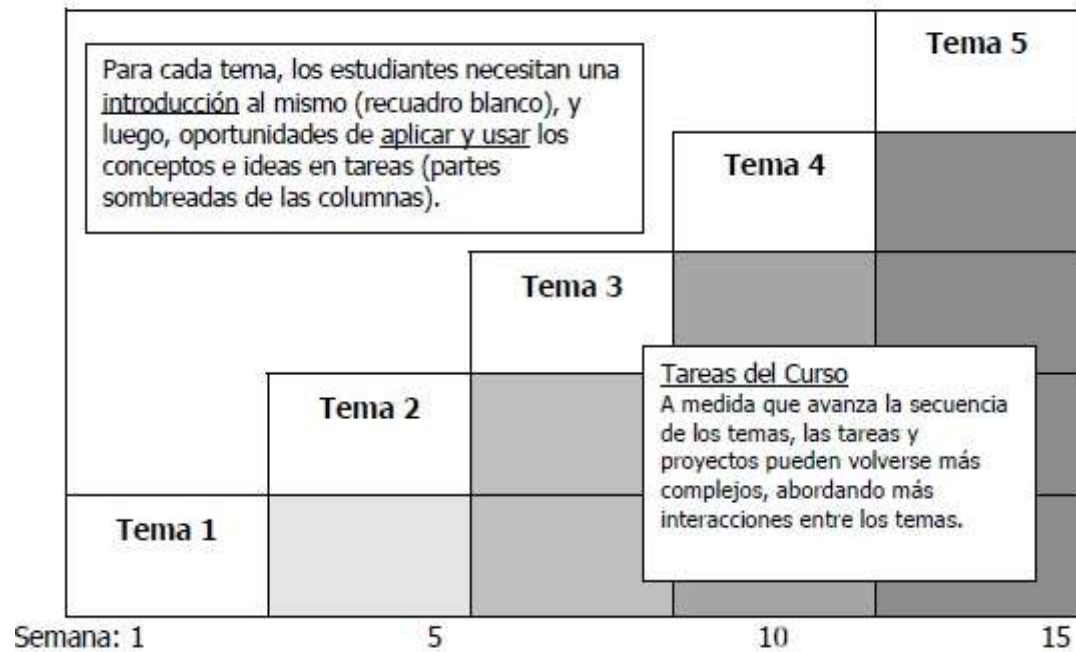 Tema 5
Para cada tema, los estudiantes necesitan una
introducción al mismo (recuadro blanco), y
luego, oportunidades de aplicar y usar los
conceptos e ideas en tareas (partes
sombreadas de las columnas).
Tema 4
Tema 3
Tareas del Curso
A medida que avanza la secuencia
de los temas, las tareas y
proyectos pueden volverse más
complejos, abordando más
interacciones entre los temas.
Tema 2
Tema 1
Semana: 1 5 10 15